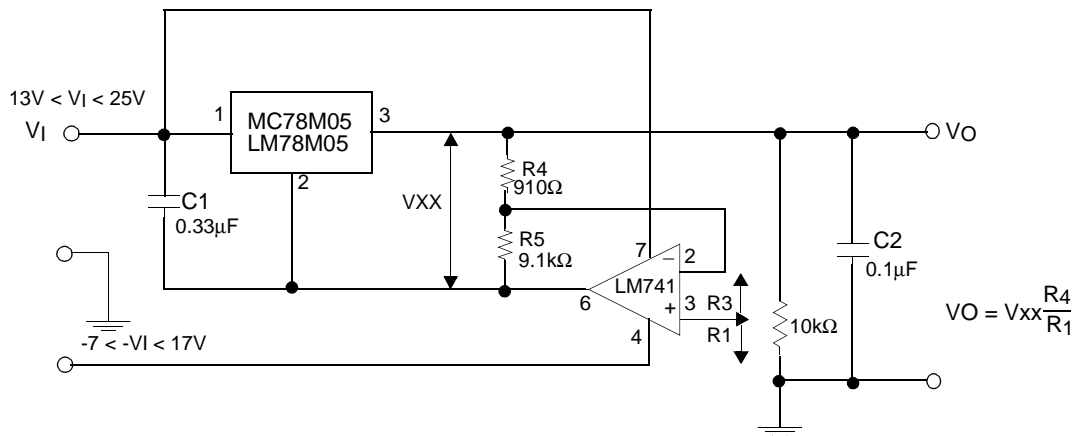 13V < VI < 25V
VI
1
MC78M05
LM78M05
3
2
VO
C1
0.33μF
VXX
R4
910Ω
R5
9.1kΩ
7
−
2
LM741
6
+
3
4
R3
R1
10kΩ
C2
0.1μF
-7 < -VI < 17V
VO = Vxx R4
R1